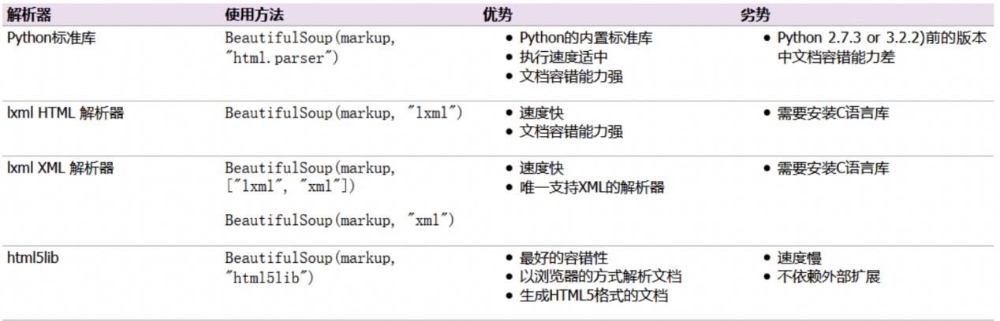 解析器 使用方法 优势 劣势
Python标准库 BeautifulSoup(markup, "html.parser") • Python的内置标准库 • Python 2.7.3 or 3.2.2)前的版本中文档容错能力差
• 执行速度适中
• 文档容错能力强
lxml HTML 解析器 BeautifulSoup(markup, "lxml") • 速度快 • 需要安装C语言库
• 文档容错能力强
lxml XML 解析器 BeautifulSoup(markup, ["lxml", "xml"]) • 速度快 • 需要安装C语言库
• 唯一支持XML的解析器
BeautifulSoup(markup, "xml")
html5lib BeautifulSoup(markup, "html5lib") • 最好的容错性 • 速度慢
• 以浏览器的方式解析文档 • 不依赖外部扩展
• 生成HTML5格式的文档